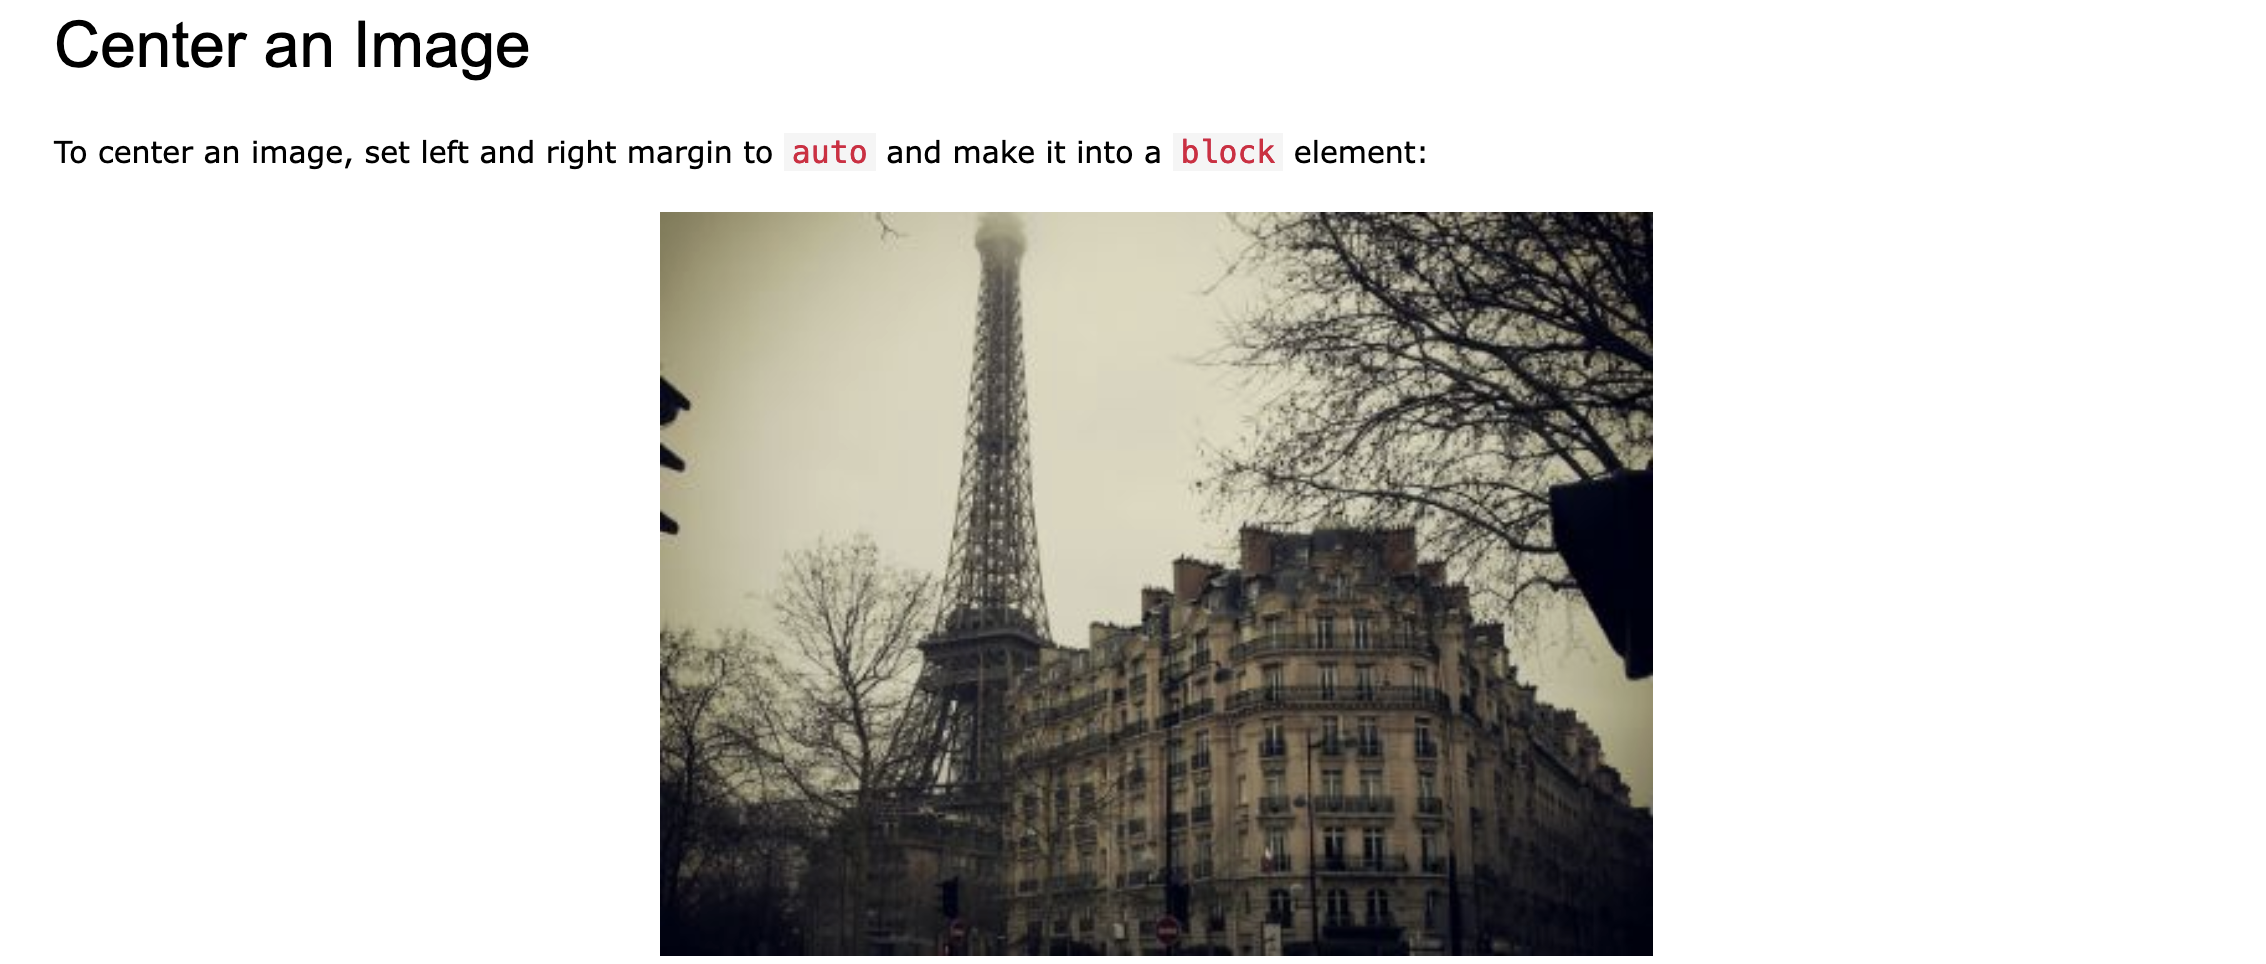 Center an Image
To center an image, set left and right margin to auto and make it into a block element: